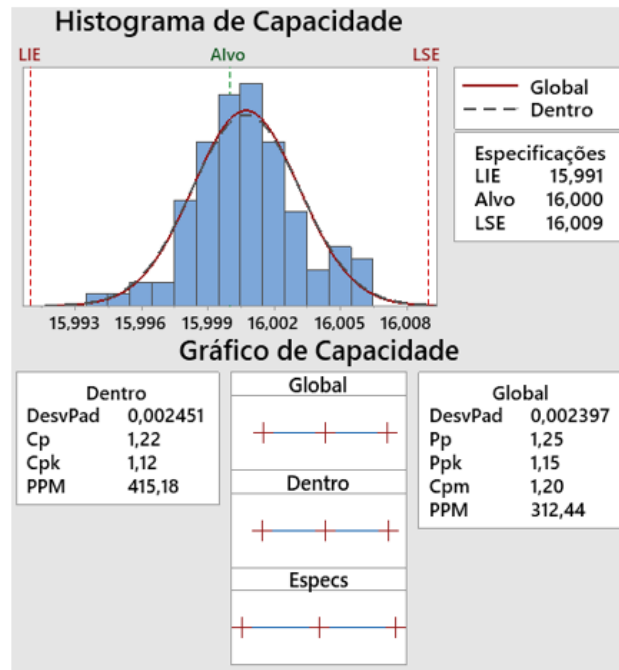 Histograma de Capacidade
LIE Alvo LSE
Global
Dentro
Especificações
LIE 15,991
Alvo 16,000
LSE 16,009
15,993 15,996 15,999 16,002 16,005 16,008
Gráfico de Capacidade
Dentro
DesvPad 0,002451
Cp 1,22
Cpk 1,12
PPM 415,18
Global
Dentro
Especs
Global
DesvPad 0,002397
Pp 1,25
Ppk 1,15
Cpm 1,20
PPM 312,44